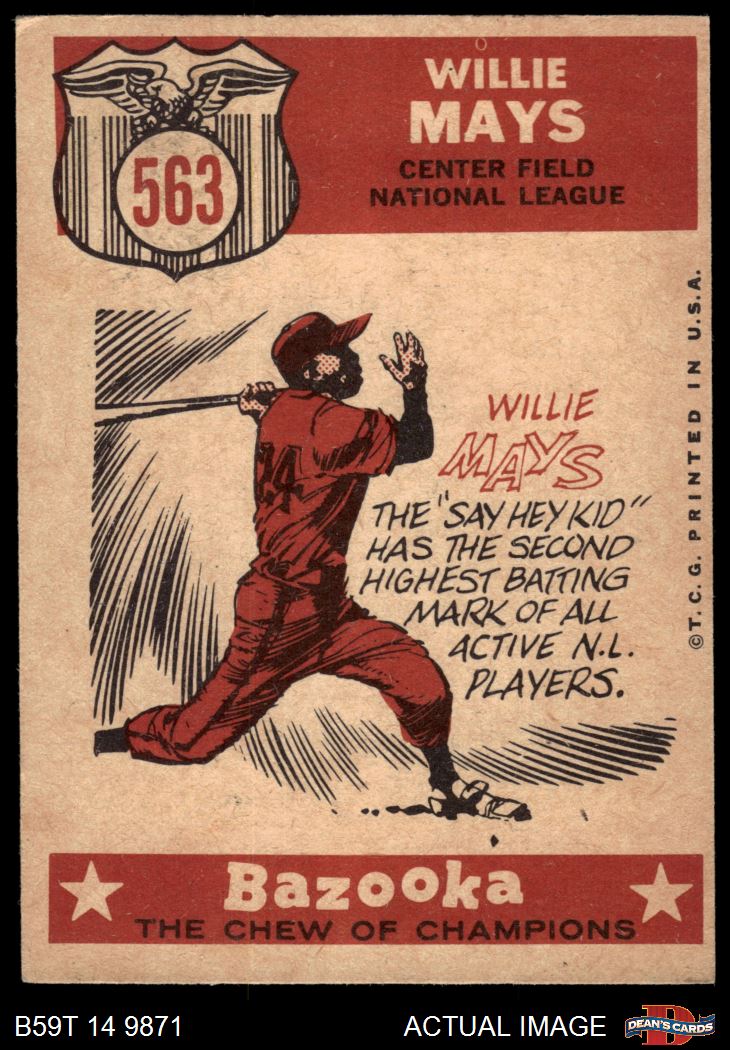 563
WILLIE
MAYS
CENTER FIELD
NATIONAL LEAGUE
24
WILLIE
MAYS
THE "SAY HEY KID"
HAS THE SECOND
HIGHEST BATTING
MARK OF ALL
ACTIVE N.L.
PLAYERS.
©T.C.G. PRINTED IN U.S.A.
Bazooka
THE CHEW OF CHAMPIONS
B59T 14 9871
ACTUAL IMAGE
D
DEAN'S CARDS